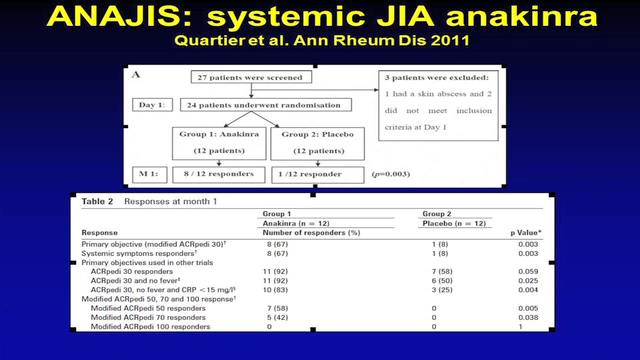 ANAJIS: systemic JIA anakinra
Quartier et al. Ann Rheum Dis 2011
A
27 patients were screened
3 patients were excluded:
1 had a skin abscess and 2
did not meet inclusion
criteria at Day 1
Day 1:
24 patients underwent randomisation
Group 1: Anakinra
(12 patients)
Group 2: Placebo
(12 patients)
M 1:
8 / 12 responders
1 /12 responder
(p=0.003)
Table 2 Responses at month 1
Group 1 Group 2
Anakinra (n = 12) Placebo (n = 12)
Response Number of responders (%) p Value*
Primary objective (modified ACRpedi 30)† 8 (67) 1 (8) 0.003
Systemic symptoms responders† 8 (67) 1 (8) 0.003
Primary objectives used in other trials
ACRpedi 30 responders 11 (92) 7 (58) 0.059
ACRpedi 30 and no fever‡ 11 (92) 6 (50) 0.025
ACRpedi 30, no fever and CRP <15 mg/l§ 10 (83) 3 (25) 0.004
Modified ACRpedi 50, 70 and 100 response†
Modified ACRpedi 50 responders 7 (58) 0 0.005
Modified ACRpedi 70 responders 5 (42) 0 0.038
Modified ACRpedi 100 responders 0 0 1